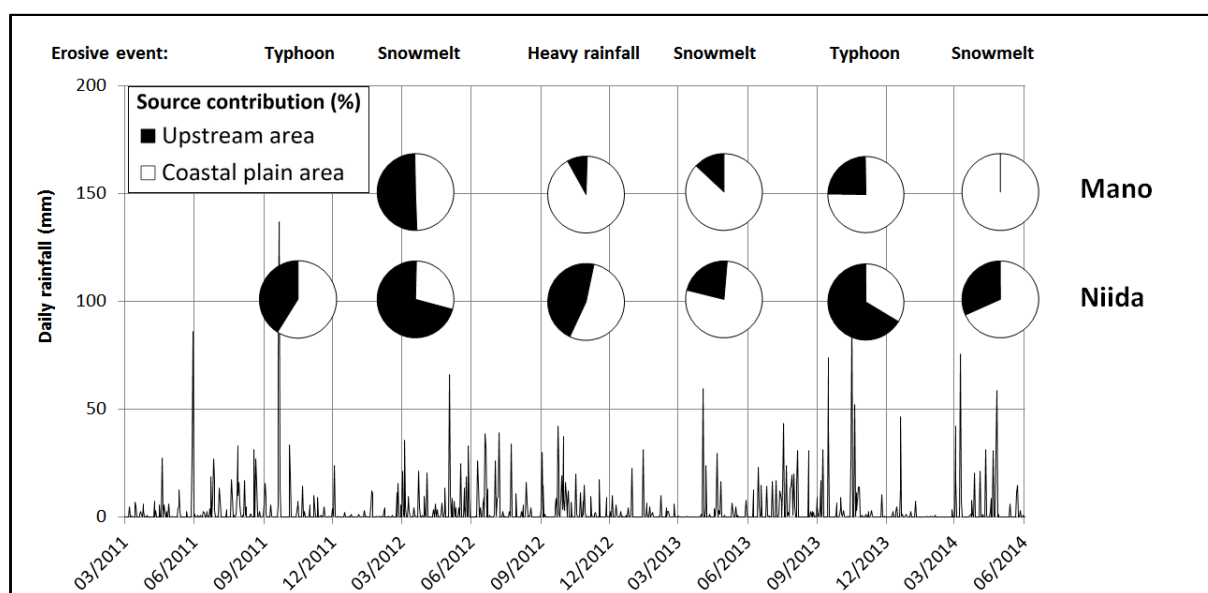 Erosive event: Typhoon Snowmelt Heavy rainfall Snowmelt Typhoon Snowmelt
200
Source contribution (%)
Upstream area
Coastal plain area
150
Mano
100
Niida
50
0
Daily rainfall (mm)
03/2011 06/2011 09/2011 12/2011 03/2012 06/2012 09/2012 12/2012 03/2013 06/2013 09/2013 12/2013 03/2014 06/2014